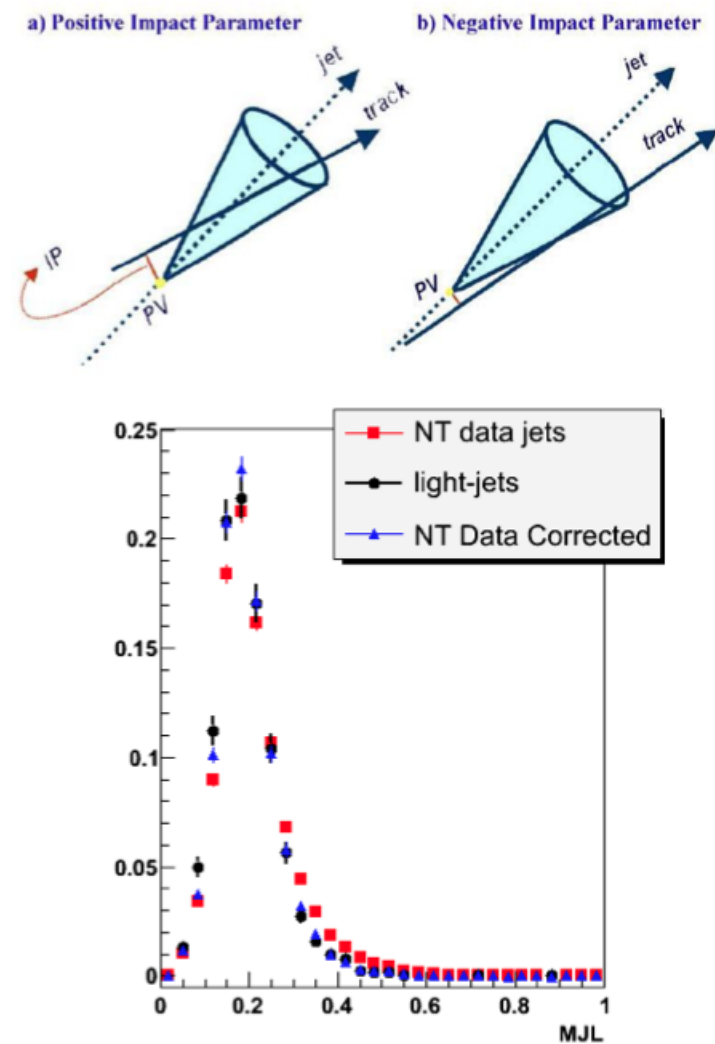 a) Positive Impact Parameter
b) Negative Impact Parameter
jet
track
IP
PV
jet
track
PV
NT data jets
light-jets
NT Data Corrected
0.25
0.2
0.15
0.1
0.05
0
0 0.2 0.4 0.6 0.8 1
MJL